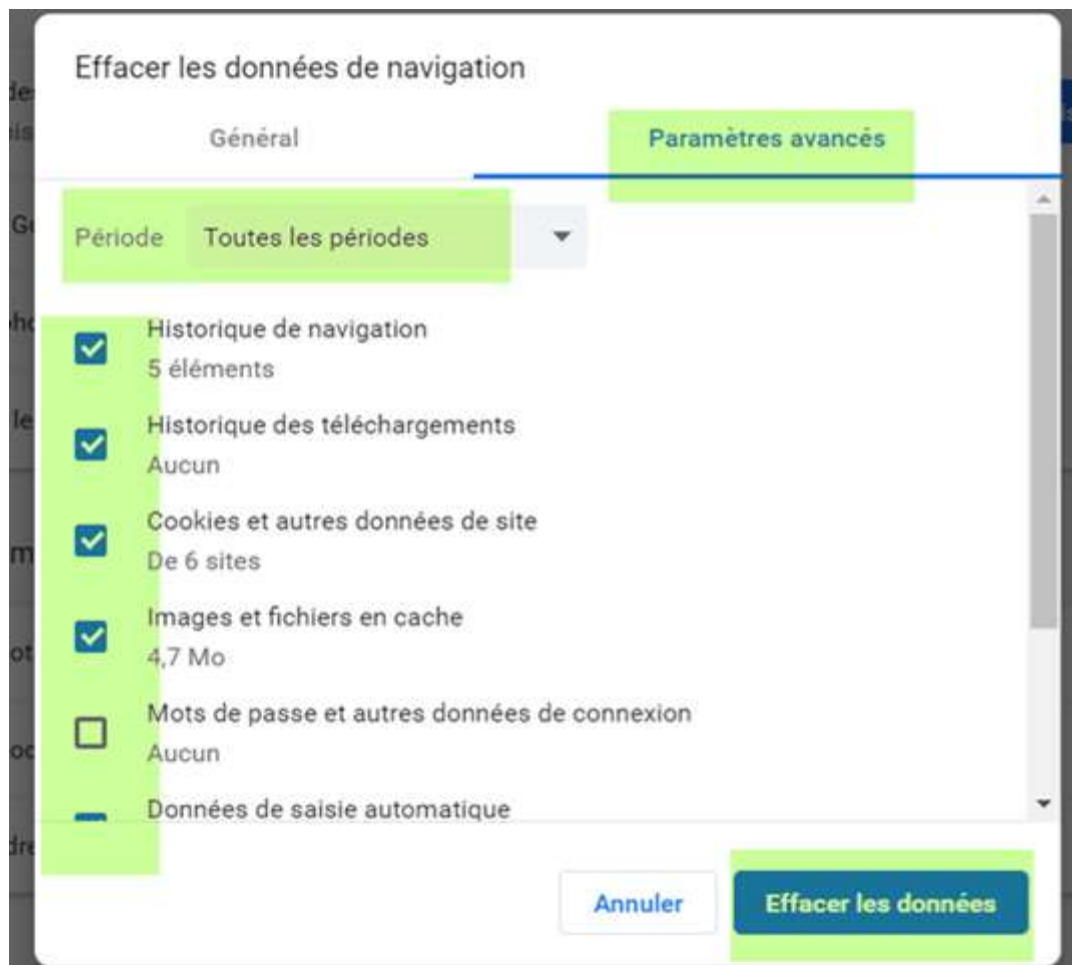 Effacer les données de navigation
Général
Paramètres avancés
Période
Toutes les périodes
Historique de navigation
5 éléments
Historique des téléchargements
Aucun
Cookies et autres données de site
De 6 sites
Images et fichiers en cache
4,7 Mo
Mots de passe et autres données de connexion
Aucun
Données de saisie automatique
Annuler
Effacer les données